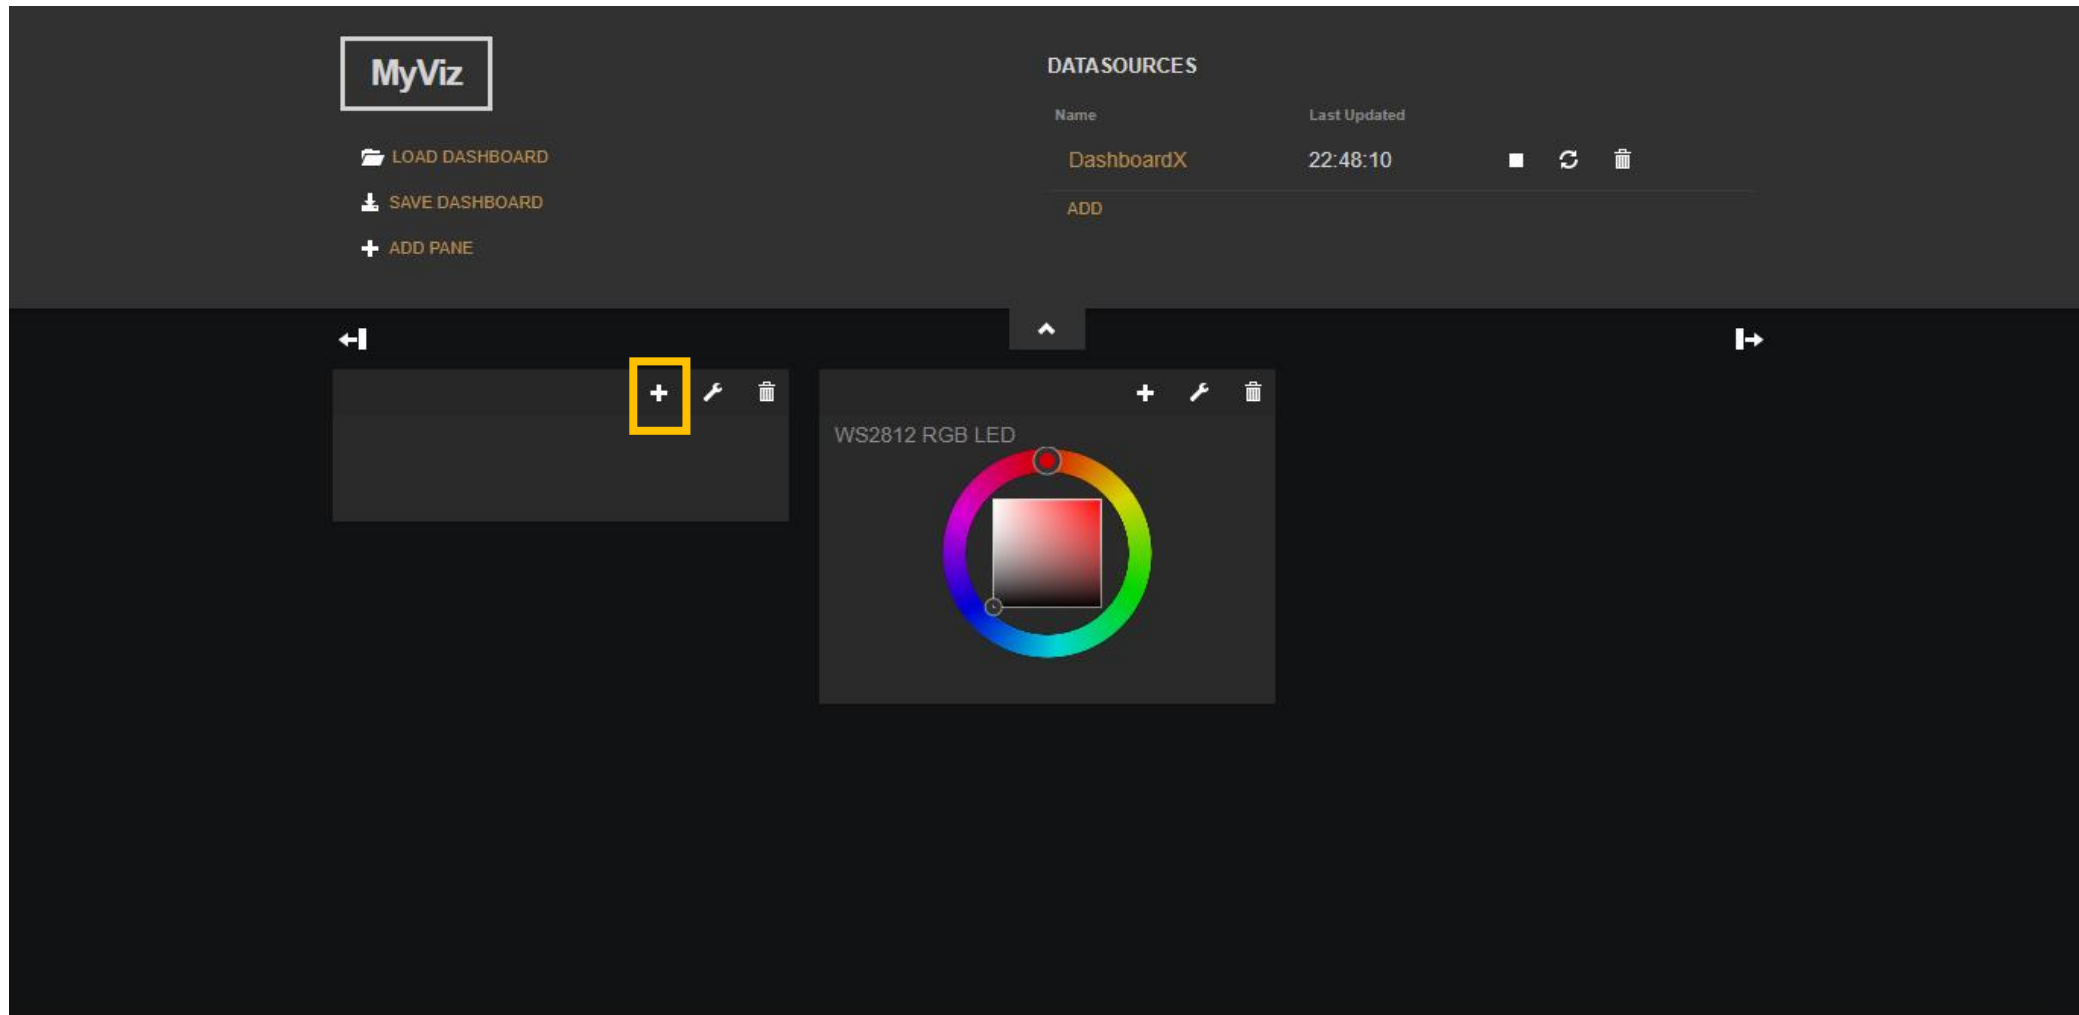 MyViz
LOAD DASHBOARD
SAVE DASHBOARD
ADD PANE
DATASOURCES
Name Last Updated
DashboardX 22:48:10
ADD
WS2812 RGB LED